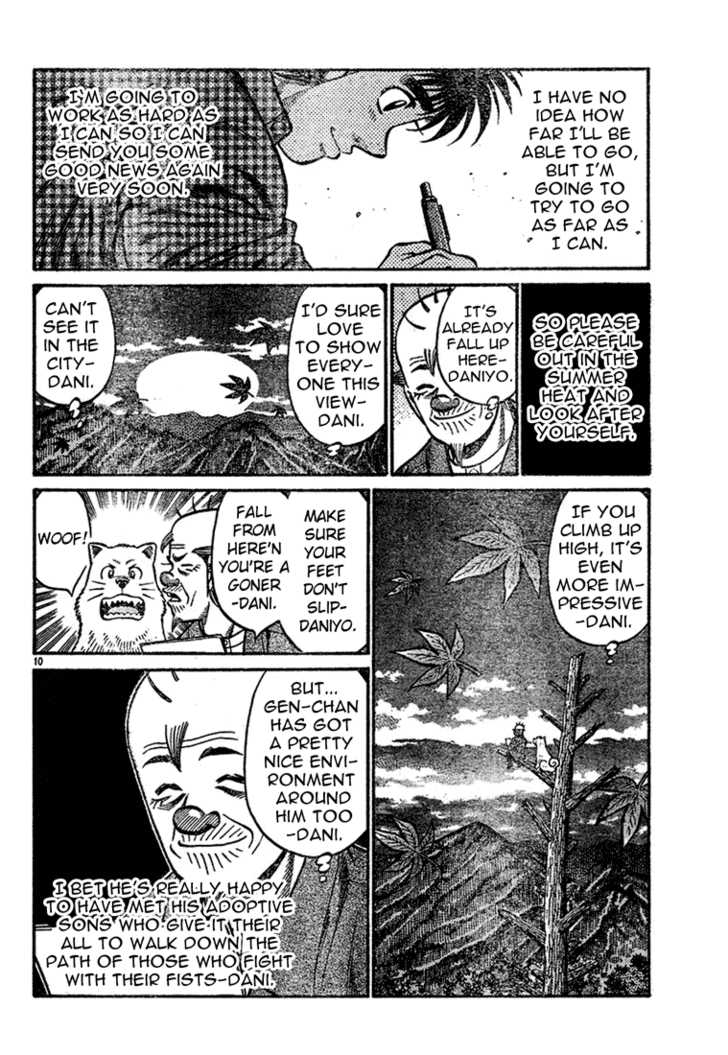 I HAVE NO
IDEA HOW
FAR I'LL BE
ABLE TO GO,
BUT I'M
GOING TO
TRY TO GO
AS FAR AS
I CAN.
I'M GOING TO
WORK AS HARD AS
I CAN SO I CAN
SEND YOU SOME
GOOD NEWS AGAIN
VERY SOON.
SO PLEASE
BE CAREFUL
OUT IN THE
SUMMER
HEAT AND
LOOK AFTER
YOURSELF.
IT'S
ALREADY
FALL UP
HERE-
DANIYO.
I'D SURE
LOVE
TO SHOW
EVERY-
ONE THIS
VIEW-
DANI.
CAN'T
SEE IT
IN THE
CITY-
DANI.
IF YOU
CLIMB UP
HIGH, IT'S
EVEN
MORE IM-
PRESSIVE
-DANI.
MAKE
SURE
YOUR
FEET
DON'T
SLIP-
DANIYO.
FALL
FROM
HERE'N
YOU'RE A
GONER
-DANI.
WOOF!
10
BUT...
GEN-CHAN
HAS GOT
A PRETTY
NICE ENVI-
RONMENT
AROUND
HIM TOO
-DANI.
I BET HE'S REALLY HAPPY
TO HAVE MET HIS ADOPTIVE
SONS WHO GIVE IT THEIR
ALL TO WALK DOWN THE
PATH OF THOSE WHO FIGHT
WITH THEIR FISTS-DANI.